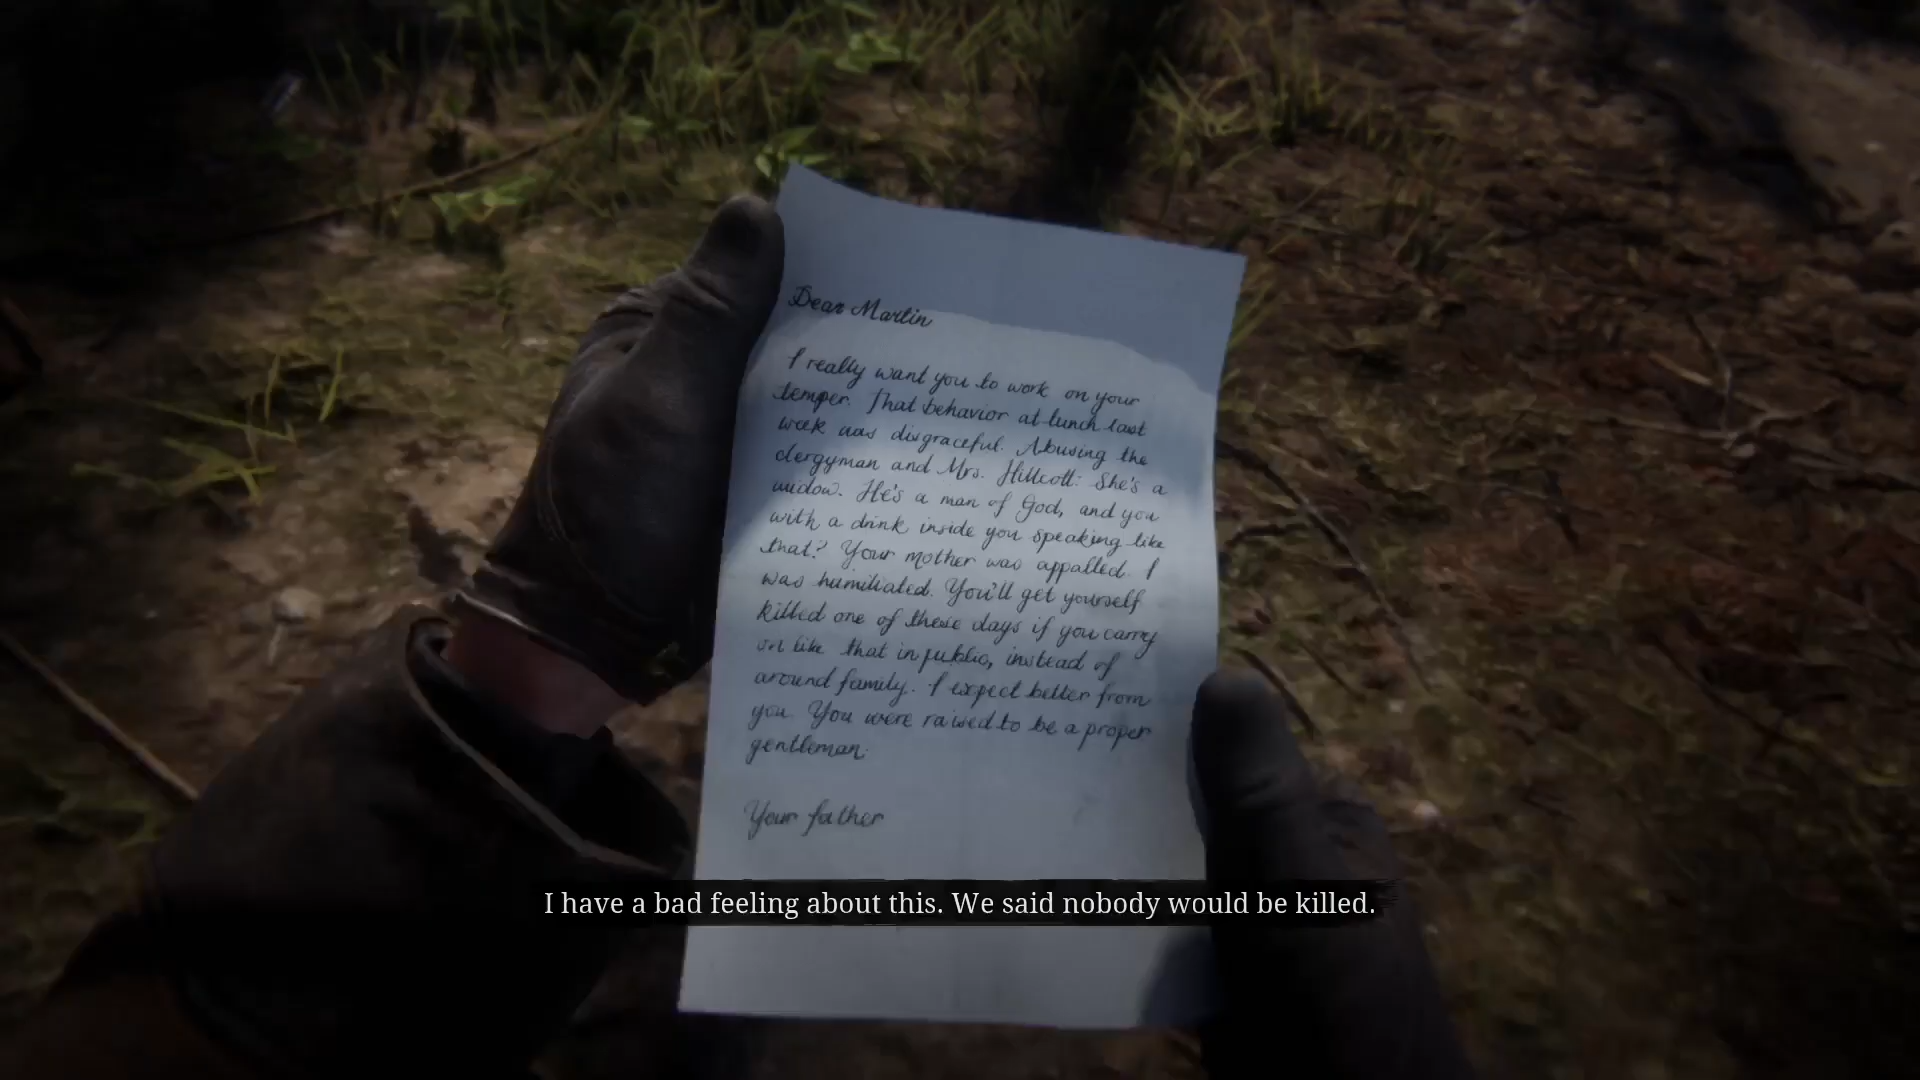 Dear Martin
I really want you to work on your
temper. That behavior at lunch last
week was disgraceful. Abusing the
clergyman and Mrs. Hillcott: She's a
widow. He's a man of God, and you
with a drink inside you speaking like
that? Your mother was appalled. I
was humiliated. You'll get yourself
killed one of these days if you carry
on like that in public, instead of
around family. I expect better from
you. You were raised to be a proper
gentleman.
Your father
I have a bad feeling about this. We said nobody would be killed.